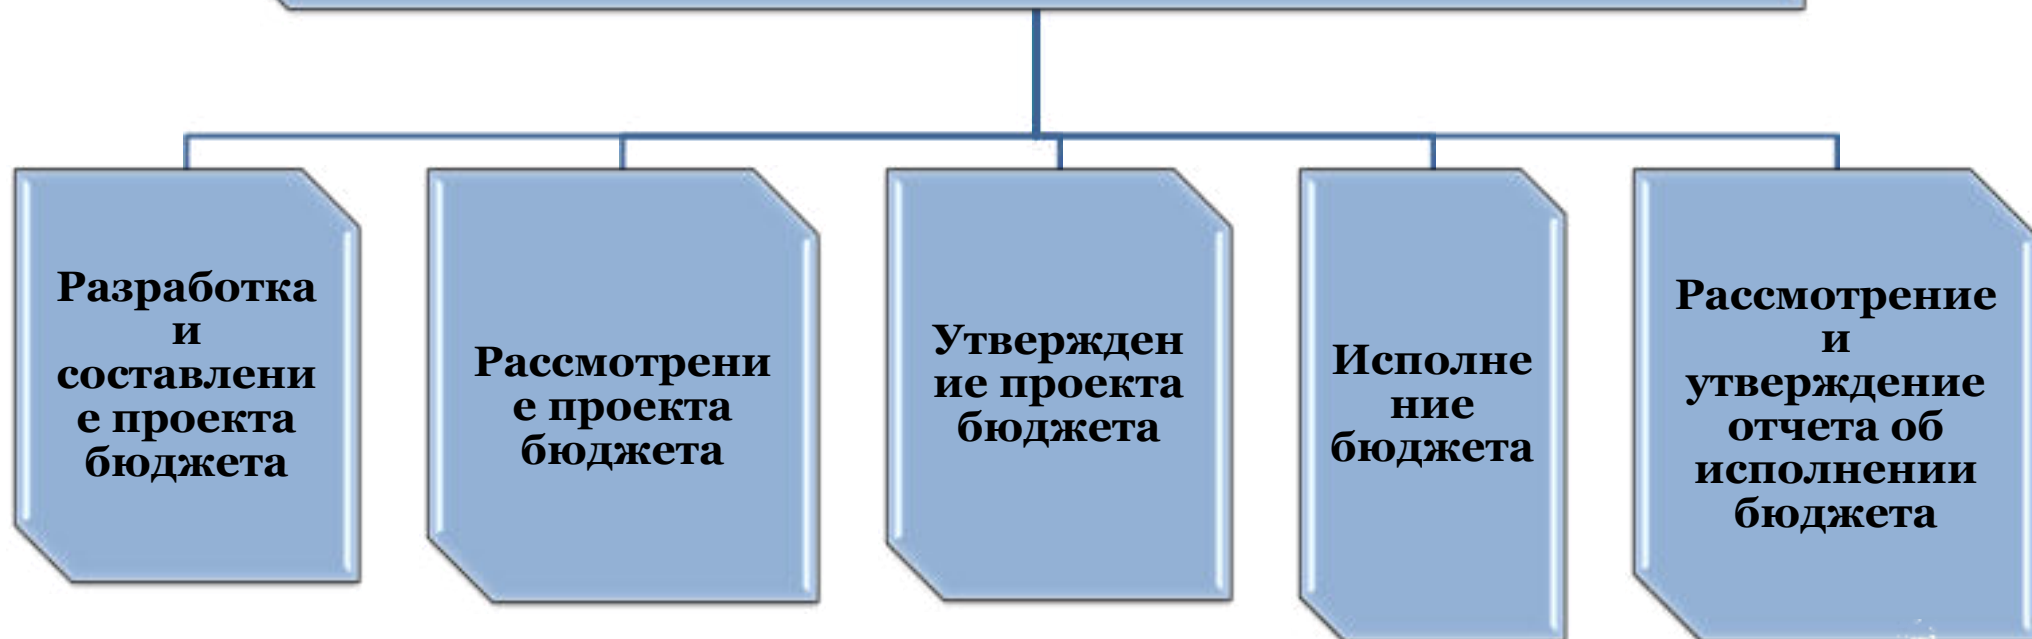 Разработка
и
составлени
е проекта
бюджета
Рассмотрени
е проекта
бюджета
Утвержден
ие проекта
бюджета
Исполне
ние
бюджета
Рассмотрение
и
утверждение
отчета об
исполнении
бюджета